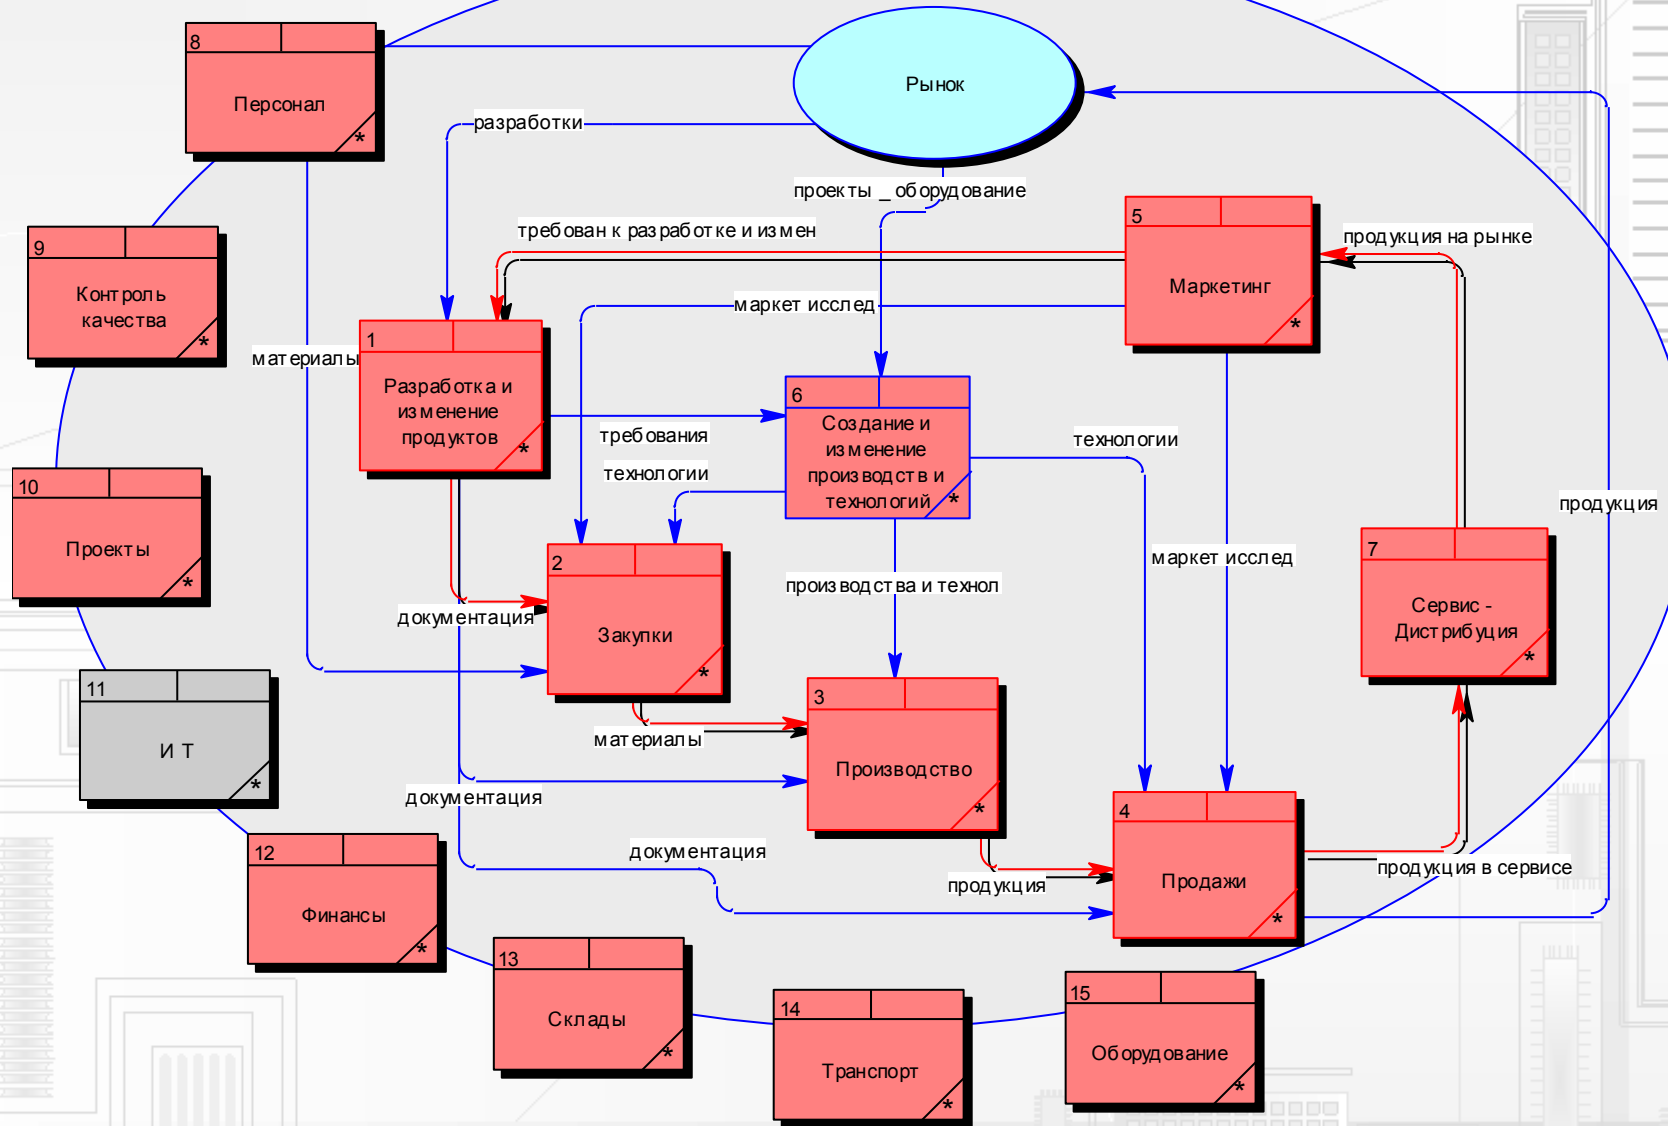 8
Персонал
*
Рынок
разработки
проекты _ оборудование
5
Маркетинг
*
продукция на рынке
требован к разработке и измен
9
Контроль
качества
*
маркет исслед
материалы
1
Разработка и
изменение
продуктов
*
6
Создание и
изменение
производств и
технологий
*
требования
технологии
технологии
10
Проекты
*
продукция
7
Сервис -
Дистрибуция
*
2
Закупки
*
маркет исслед
производства и технол
документация
11
ИТ
*
3
Производство
*
материалы
документация
4
Продажи
*
документация
продукция
продукция в сервисе
12
Финансы
*
13
Склады
*
14
Транспорт
*
15
Оборудование
*